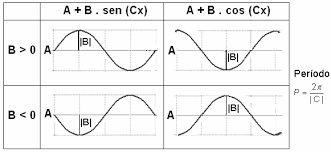 A + B . sen (Cx)
A + B . cos (Cx)
B > 0
A
|B|
A
|B|
Período
P = 2π / |C|
B < 0
A
|B|
A
|B|